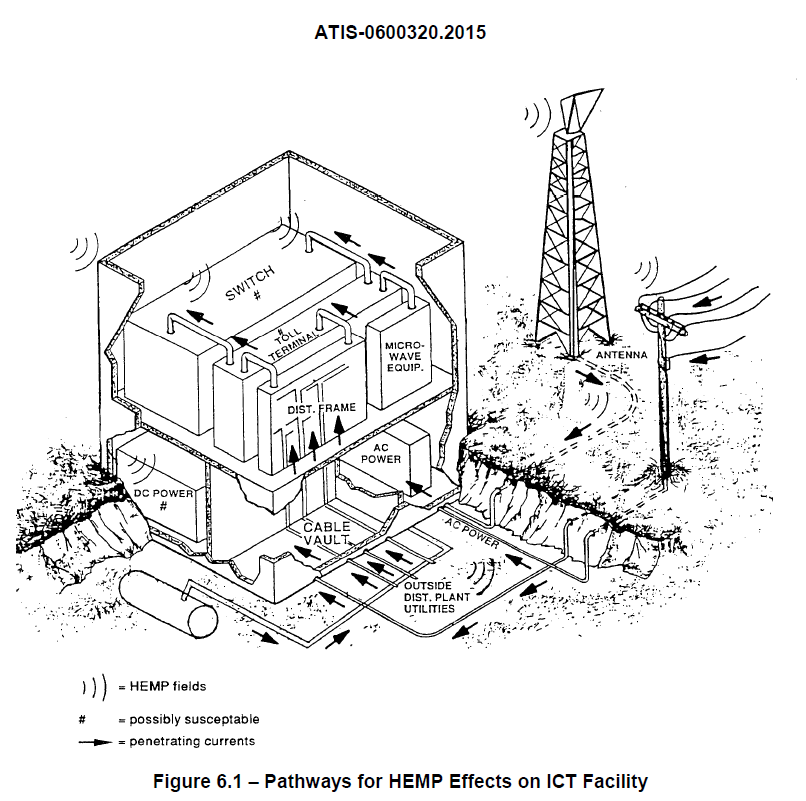 ATIS-0600320.2015
SWITCH
#
#
TOLL
TERMINAL
MICRO-
WAVE
EQUIP.
ANTENNA
DIST. FRAME
AC
POWER
DC POWER
#
CABLE
VAULT
AC POWER
OUTSIDE
DIST. PLANT
UTILITIES
= HEMP fields
# = possibly susceptable
= penetrating currents
Figure 6.1 – Pathways for HEMP Effects on ICT Facility